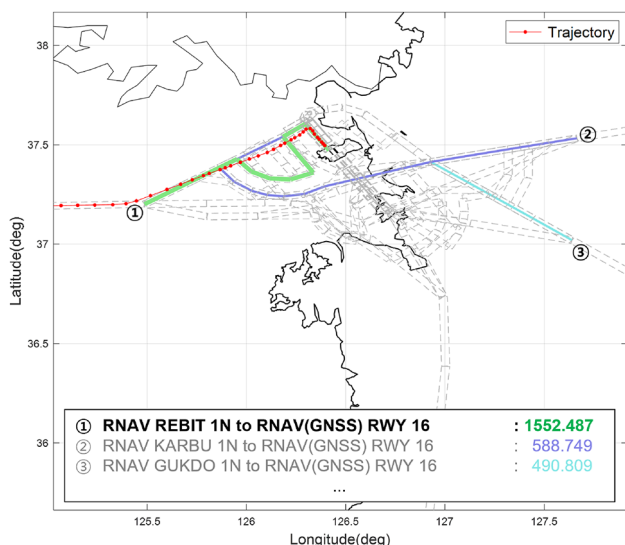 Trajectory
38
37.5
37
36.5
36
Latitude(deg)
②
①
③
① RNAV REBIT 1N to RNAV(GNSS) RWY 16 : 1552.487
② RNAV KARBU 1N to RNAV(GNSS) RWY 16 : 588.749
③ RNAV GUKDO 1N to RNAV(GNSS) RWY 16 : 490.809
...
125.5 126 126.5 127 127.5
Longitude(deg)